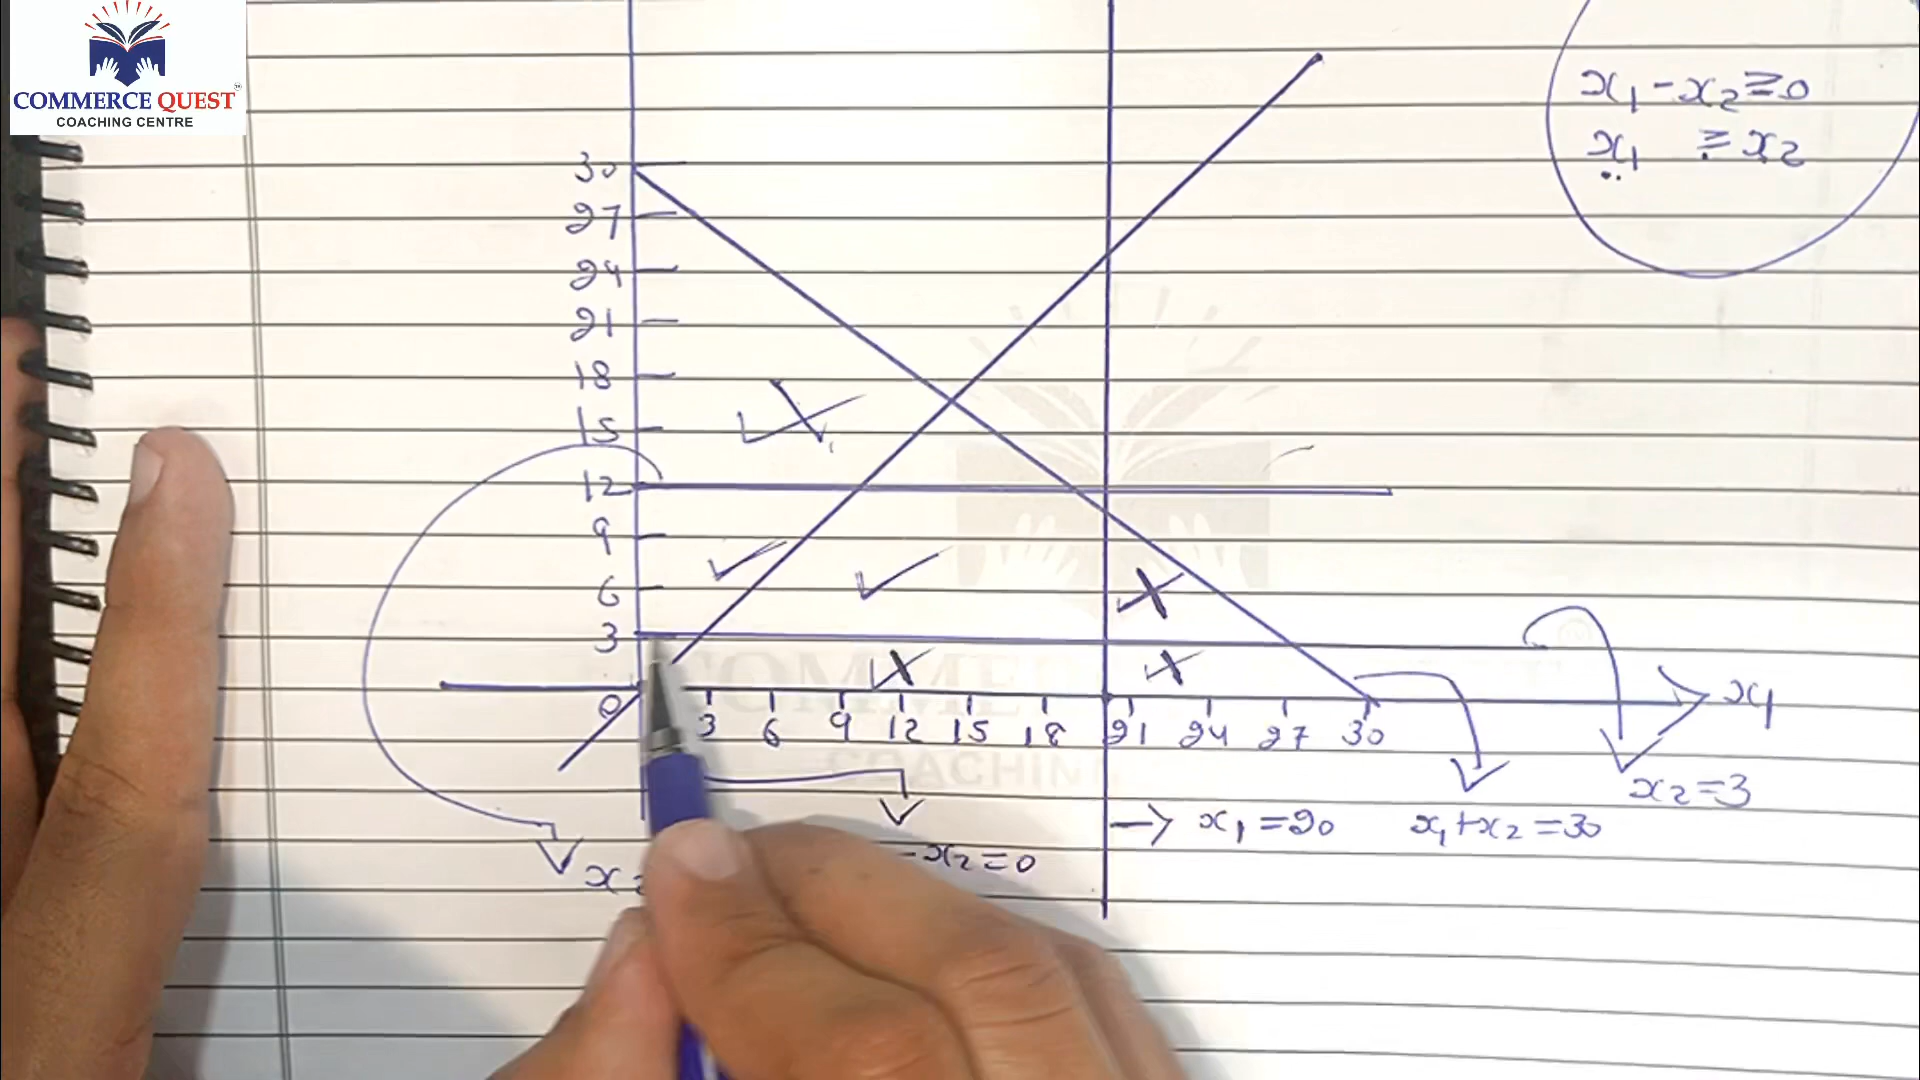 COMMERCE QUEST
COACHING CENTRE
x1 - x2 ≥ 0
x1 ≥ x2
30
27
24
21
18
15
12
9
6
3
0
3 6 9 12 15 18 21 24 27 30
x1
x2 = 3
x1 = 20
x1 + x2 = 30
- x2 = 0
COACHING